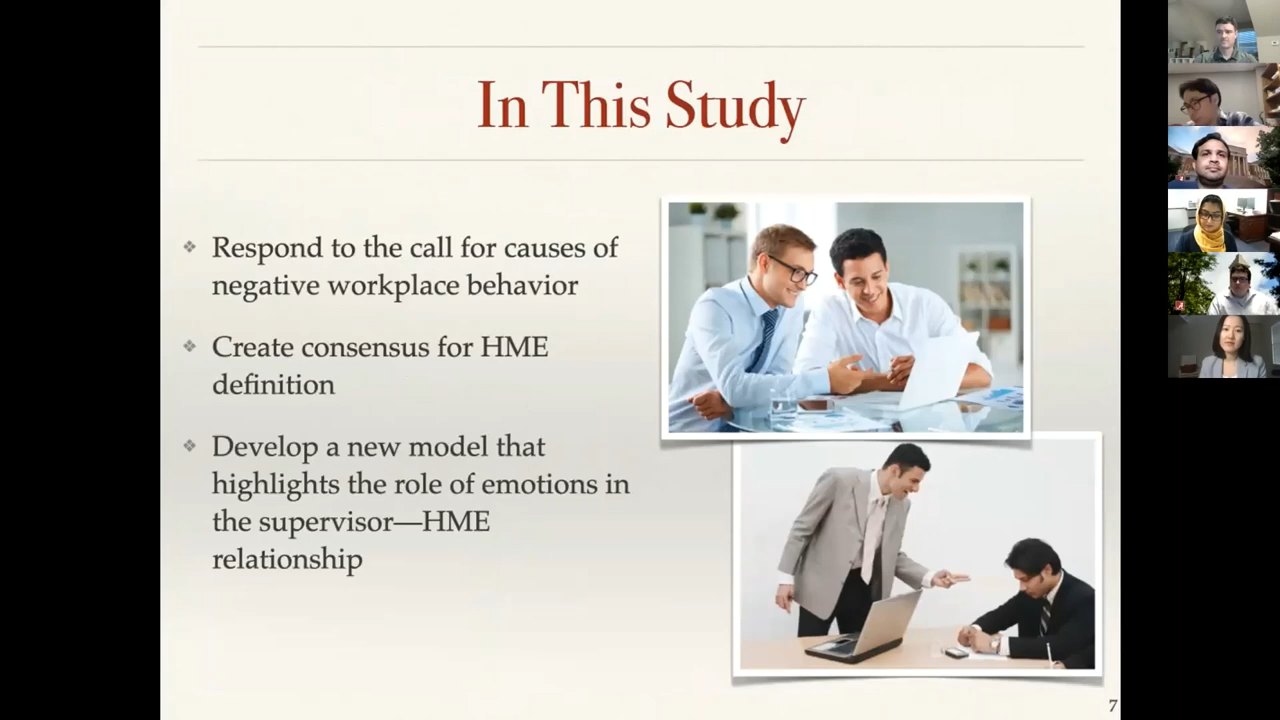 In This Study
Respond to the call for causes of
negative workplace behavior
Create consensus for HME
definition
Develop a new model that
highlights the role of emotions in
the supervisor—HME
relationship
7